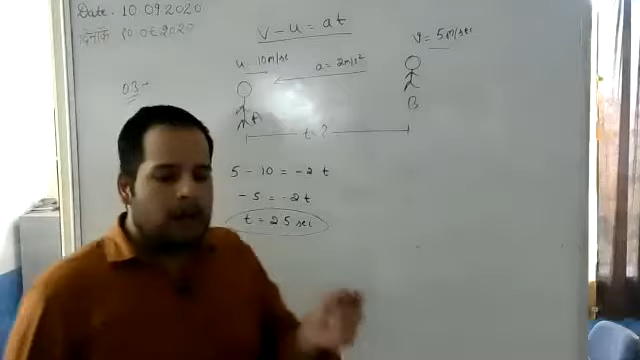 Date. 10.09.2020
दिनांक 10.09.2020
v - u = at
u = 10m/sec
a = 2m/s²
v = 5m/sec
03-
A
B
t = ?
5 - 10 = -2 t
-5 = -2t
t = 2.5 sec